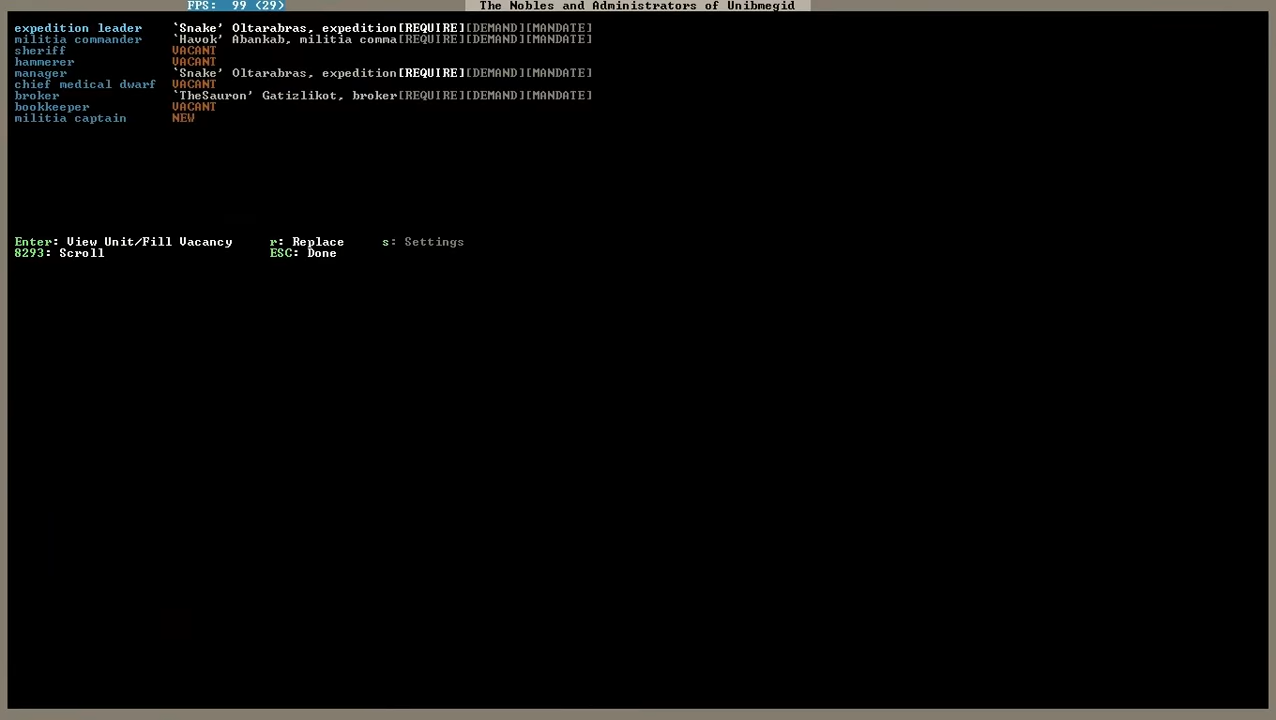 FPS: 99 (29) The Nobles and Administrators of Unibmegid
expedition leader `Snake' Oltarabras, expedition[REQUIRE][DEMAND][MANDATE]
militia commander `Havok' Abankab, militia comma[REQUIRE][DEMAND][MANDATE]
sheriff VACANT
hammerer VACANT
manager `Snake' Oltarabras, expedition[REQUIRE][DEMAND][MANDATE]
chief medical dwarf VACANT
broker `TheSauron' Gatizlikot, broker[REQUIRE][DEMAND][MANDATE]
bookkeeper VACANT
militia captain NEW
Enter: View Unit/Fill Vacancy r: Replace s: Settings
8293: Scroll ESC: Done